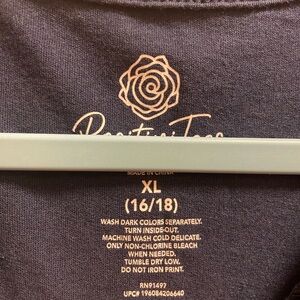 MADE IN CHINA
XL
(16/18)
WASH DARK COLORS SEPARATELY.
TURN INSIDE-OUT.
MACHINE WASH COLD DELICATE.
ONLY NON-CHLORINE BLEACH
WHEN NEEDED.
TUMBLE DRY LOW.
DO NOT IRON PRINT.
RN91497
UPC# 196084206640